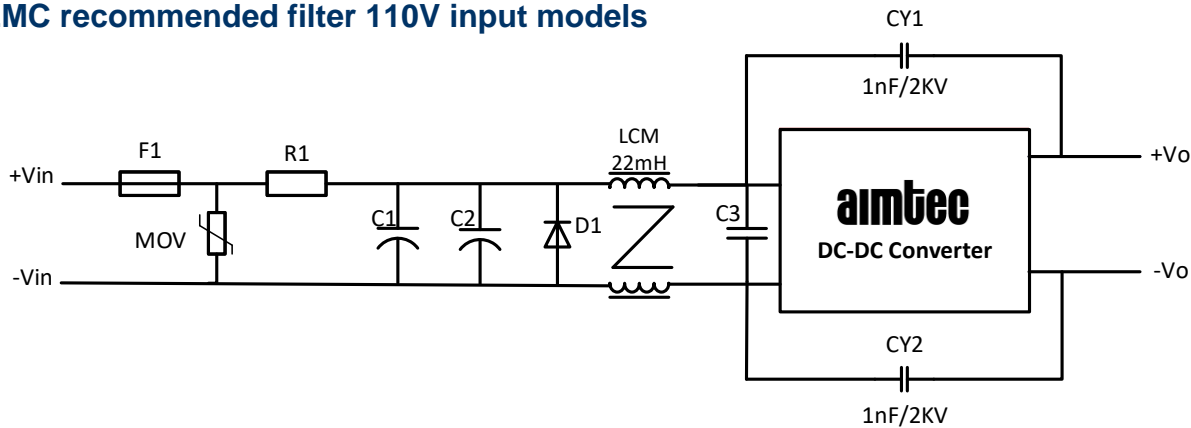 MC recommended filter 110V input models
CY1
1nF/2KV
F1
R1
LCM
22mH
+Vin
+Vo
MOV
C1
C2
D1
C3
aimtec
DC-DC Converter
-Vin
-Vo
CY2
1nF/2KV